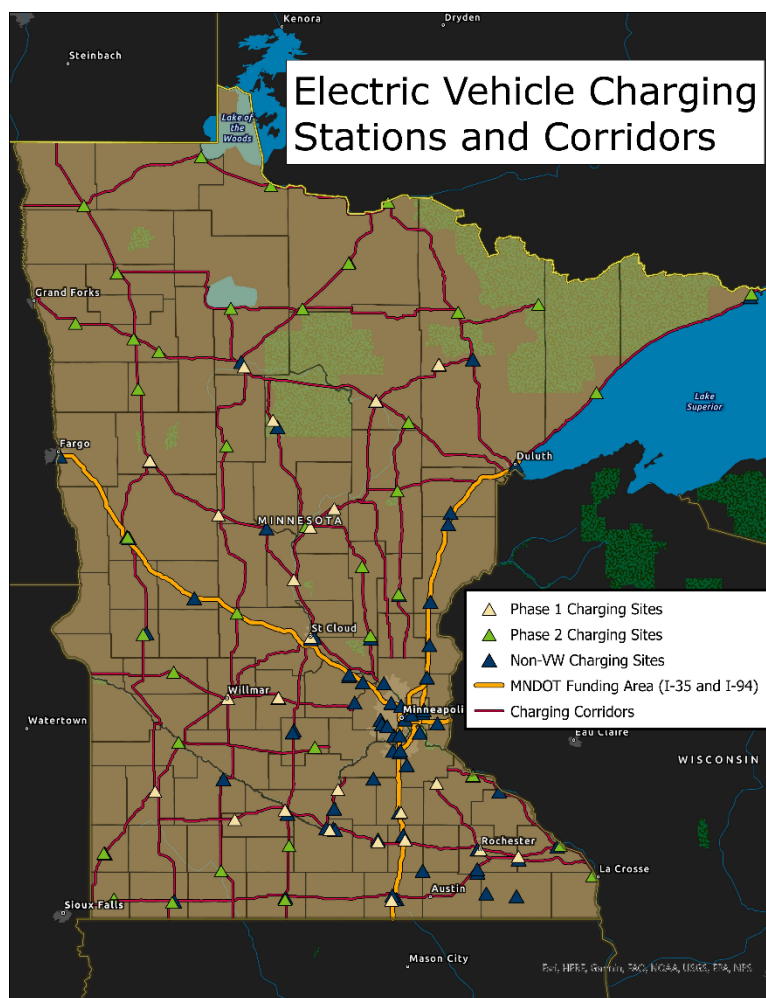 Kenora
Dryden
Steinbach
Electric Vehicle Charging
Stations and Corridors
Lake of
the
Woods
Grand Forks
Lake
Superior
Fargo
Duluth
MINNESOTA
Phase 1 Charging Sites
Phase 2 Charging Sites
Non-VW Charging Sites
MNDOT Funding Area (I-35 and I-94)
Charging Corridors
St Cloud
Willmar
Minneapoli
Watertown
Eau Claire
WISCONSIN
Rochester
La Crosse
Austin
Sioux Falls
Mason City
Esri, HERE, Garmin, FAO, NOAA, USGS, EPA, NPS